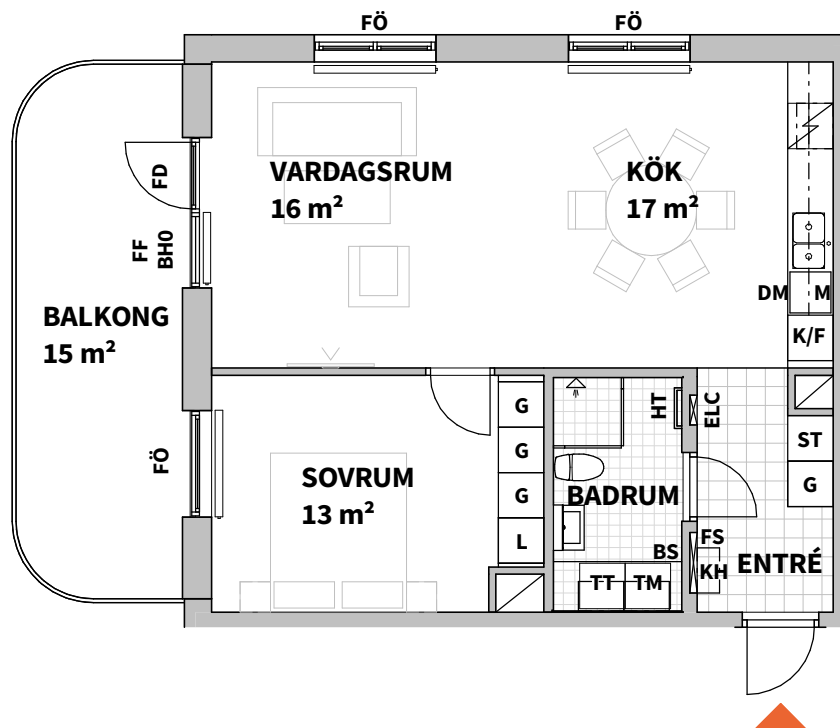 FÖ
FÖ
VARDAGSRUM
16 m²
KÖK
17 m²
FD
FF
BH0
BALKONG
15 m²
DM
M
K/F
FÖ
SOVRUM
13 m²
G
G
G
L
HT
ELC
BADRUM
BS
TT
TM
ST
G
FS
KH
ENTRÉ